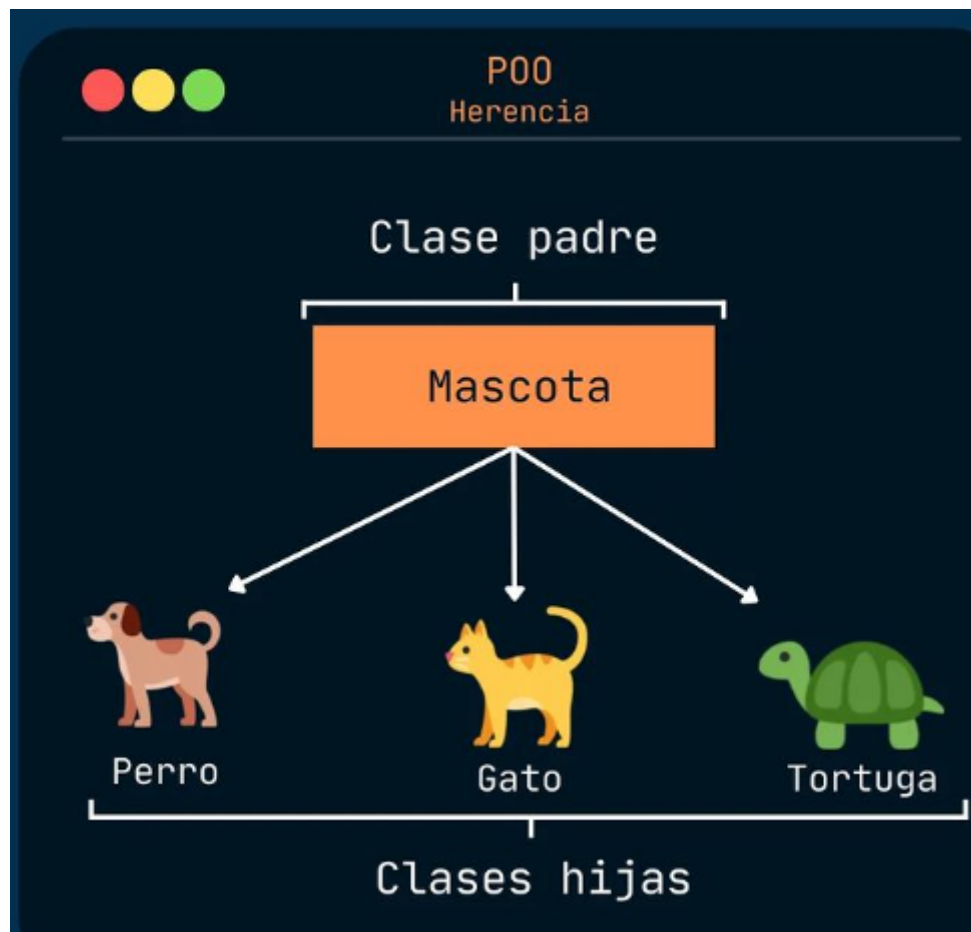 POO
Herencia
Clase padre
Mascota
Perro
Gato
Tortuga
Clases hijas